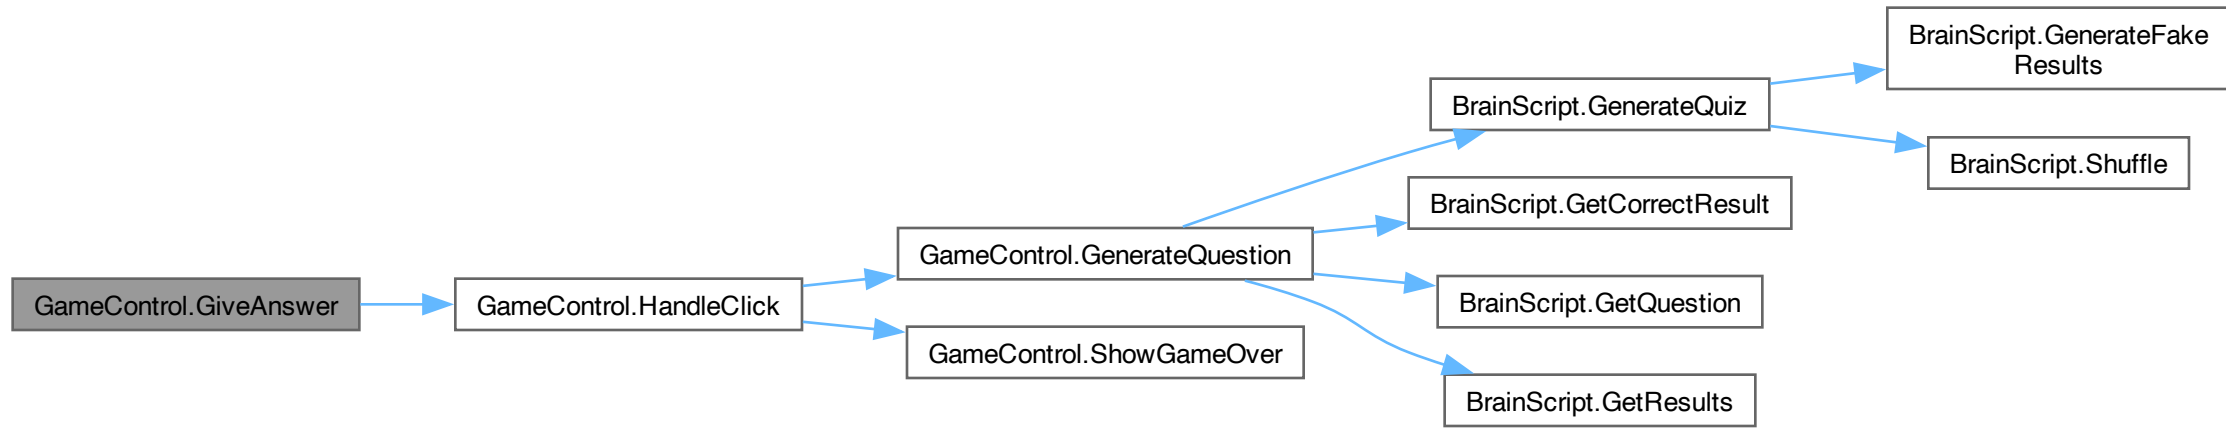 GameControl.GiveAnswer
GameControl.HandleClick
GameControl.GenerateQuestion
GameControl.ShowGameOver
BrainScript.GenerateQuiz
BrainScript.GetCorrectResult
BrainScript.GetQuestion
BrainScript.GetResults
BrainScript.GenerateFake
Results
BrainScript.Shuffle